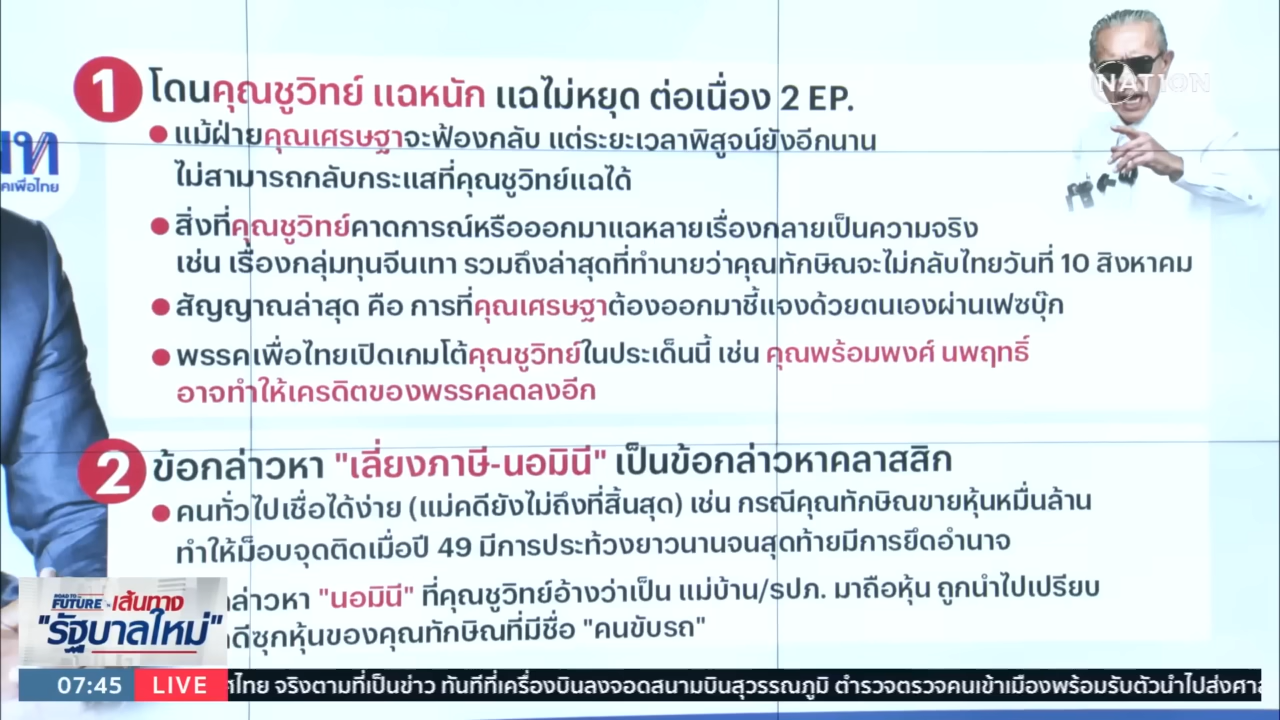 1 โดนคุณชูวิทย์ แฉหนัก แฉไม่หยุด ต่อเนื่อง 2 EP.
NATION
● แม้ฝ่ายคุณเศรษฐาจะฟ้องกลับ แต่ระยะเวลาพิสูจน์ยังอีกนาน
ไม่สามารถกลับกระแสที่คุณชูวิทย์แฉได้
คเพื่อไทย
● สิ่งที่คุณชูวิทย์คาดการณ์หรือออกมาแฉหลายเรื่องกลายเป็นความจริง
เช่น เรื่องกลุ่มทุนจีนเทา รวมถึงล่าสุดที่ทำนายว่าคุณทักษิณจะไม่กลับไทยวันที่ 10 สิงหาคม
● สัญญาณล่าสุด คือ การที่คุณเศรษฐาต้องออกมาชี้แจงด้วยตนเองผ่านเฟซบุ๊ก
● พรรคเพื่อไทยเปิดเกมโต้คุณชูวิทย์ในประเด็นนี้ เช่น คุณพร้อมพงศ์ นพฤทธิ์
อาจทำให้เครดิตของพรรคลดลงอีก
2 ข้อกล่าวหา "เลี่ยงภาษี-นอมินี" เป็นข้อกล่าวหาคลาสสิก
● คนทั่วไปเชื่อได้ง่าย (แม่คดียังไม่ถึงที่สิ้นสุด) เช่น กรณีคุณทักษิณขายหุ้นหมื่นล้าน
ทำให้ม็อบจุดติดเมื่อปี 49 มีการประท้วงยาวนานจนสุดท้ายมีการยึดอำนาจ
ล่าวหา "นอมินี" ที่คุณชูวิทย์อ้างว่าเป็น แม่บ้าน/รปภ. มาถือหุ้น ถูกนำไปเปรียบ
ดีซุกหุ้นของคุณทักษิณที่มีชื่อ "คนขับรถ"
ROAD TO FUTURE เส้นทาง
"รัฐบาลใหม่"
07:45 LIVE ศไทย จริงตามที่เป็นข่าว ทันทีที่เครื่องบินลงจอดสนามบินสุวรรณภูมิ ตำรวจตรวจคนเข้าเมืองพร้อมรับตัวนำไปส่งศาล